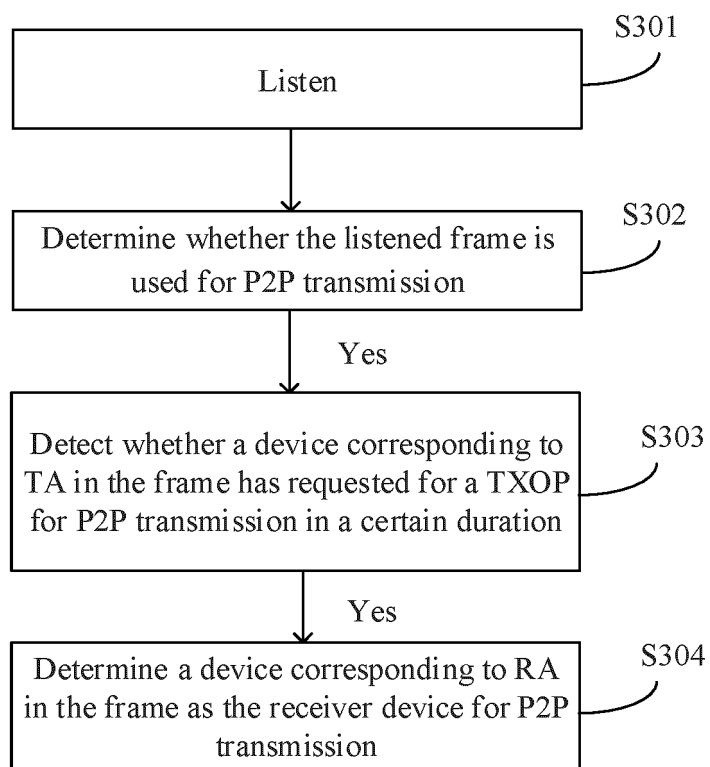 S301
Listen
S302
Determine whether the listened frame is
used for P2P transmission
Yes
S303
Detect whether a device corresponding to
TA in the frame has requested for a TXOP
for P2P transmission in a certain duration
Yes
S304
Determine a device corresponding to RA
in the frame as the receiver device for P2P
transmission